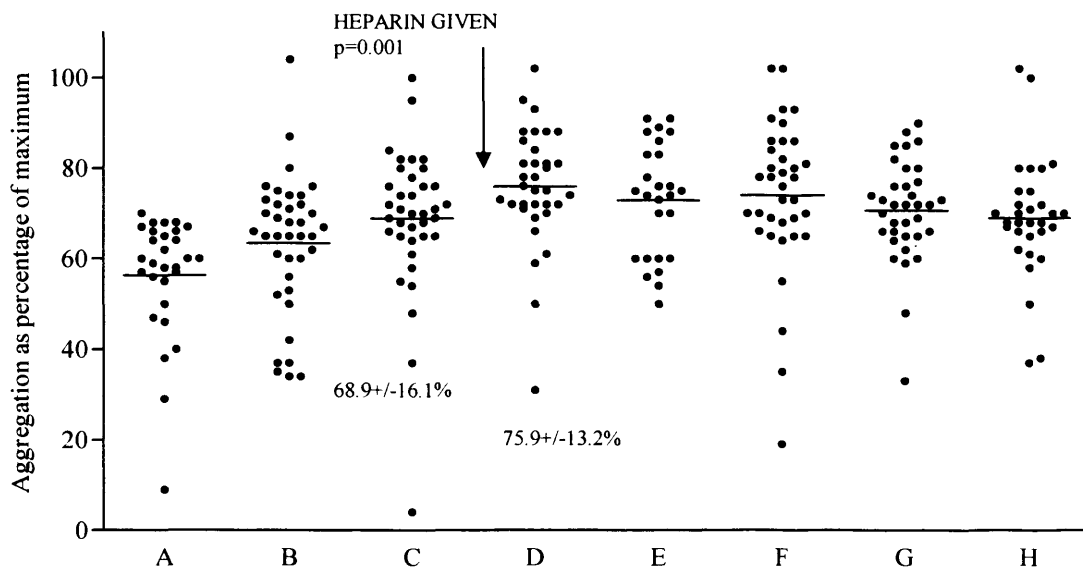 HEPARIN GIVEN
p=0.001
Aggregation as percentage of maximum
100
80
60
40
20
0
68.9+/-16.1%
75.9+/-13.2%
A B C D E F G H